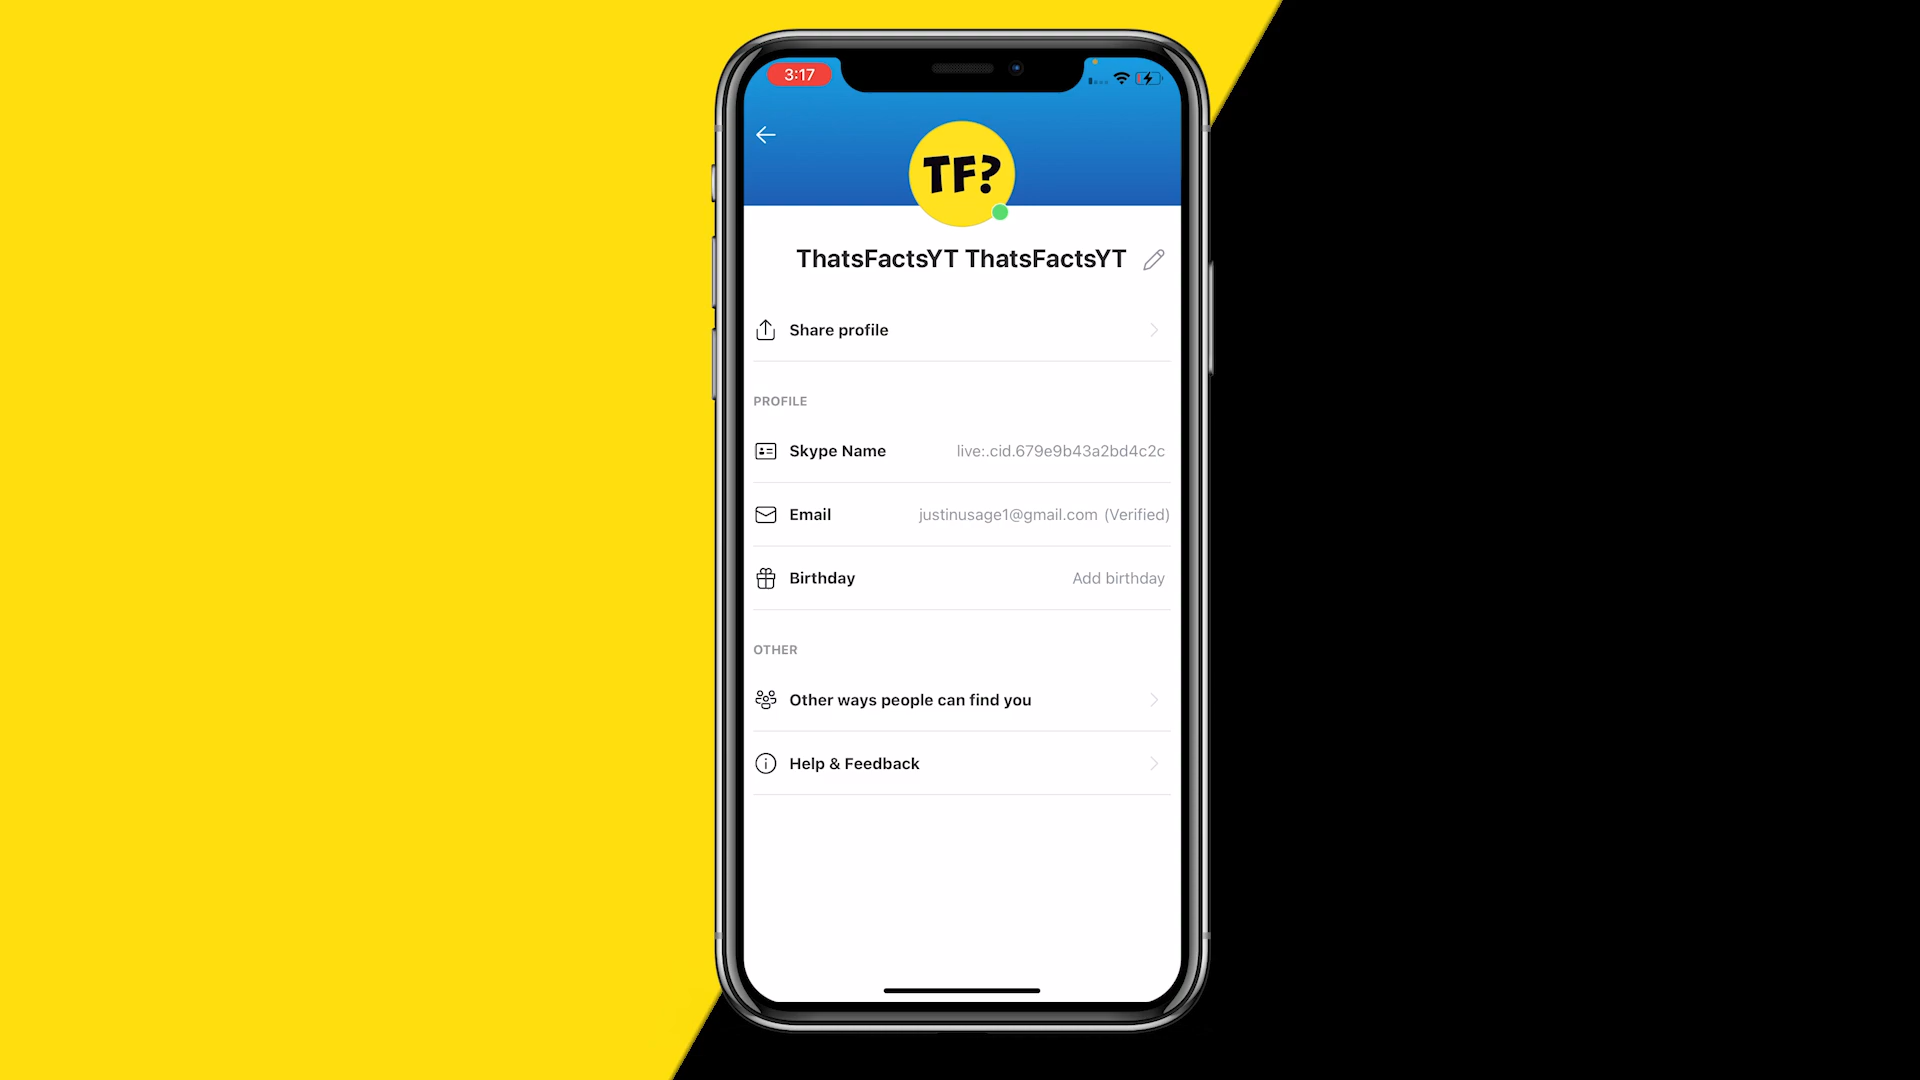 3:17
TF?
ThatsFactsYT ThatsFactsYT
Share profile
PROFILE
Skype Name live:.cid.679e9b43a2bd4c2c
Email justinusage1@gmail.com (Verified)
Birthday Add birthday
OTHER
Other ways people can find you
Help & Feedback